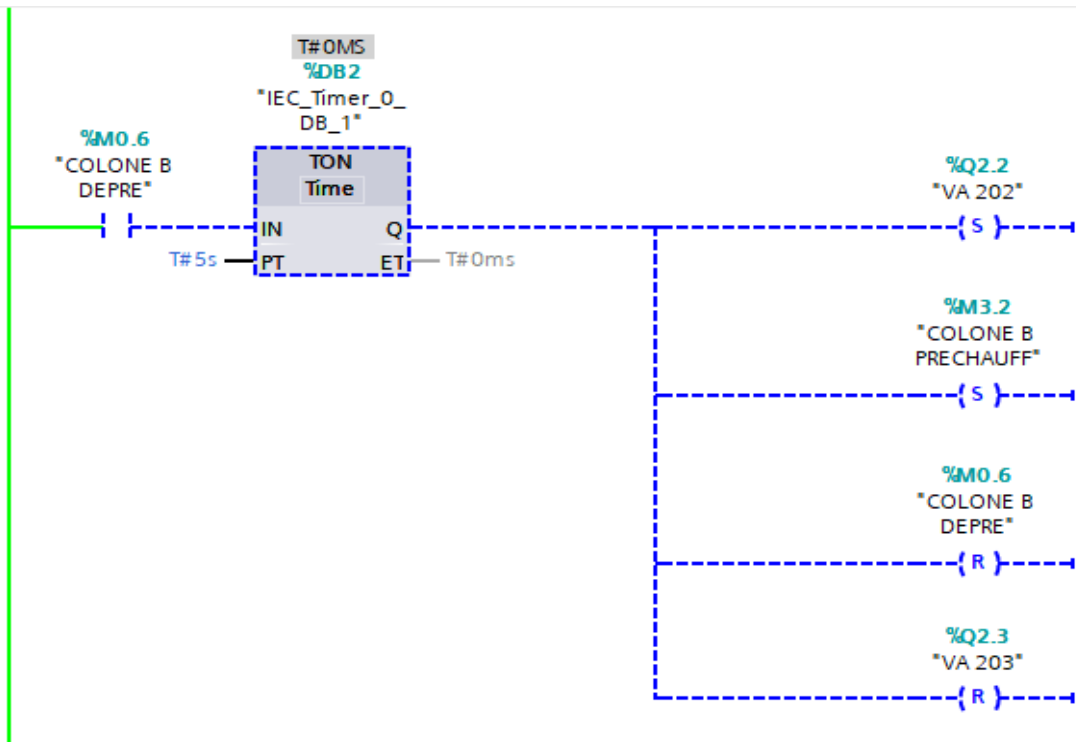 T#0MS
%DB2
"IEC_Timer_0_
DB_1"
%M0.6
"COLONE B
DEPRE"
TON
Time
IN
Q
T#5s
PT
ET
T#0ms
%Q2.2
"VA 202"
S
%M3.2
"COLONE B
PRECHAUFF"
S
%M0.6
"COLONE B
DEPRE"
R
%Q2.3
"VA 203"
R